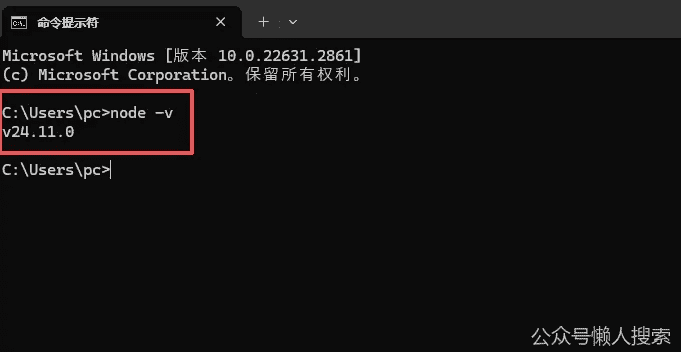 命令提示符
Microsoft Windows [版本 10.0.22631.2861]
(c) Microsoft Corporation。保留所有权利。
C:\Users\pc>node -v
v24.11.0
C:\Users\pc>
公众号懒人搜索